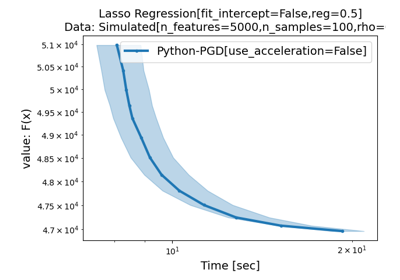 Lasso Regression[fit_intercept=False,reg=0.5]
Data: Simulated[n_features=5000,n_samples=100,rho=
Python-PGD[use_acceleration=False]
value: F(x)
5.1 × 10⁴
5.05 × 10⁴
5 × 10⁴
4.95 × 10⁴
4.9 × 10⁴
4.85 × 10⁴
4.8 × 10⁴
4.75 × 10⁴
4.7 × 10⁴
10¹
2 × 10¹
Time [sec]